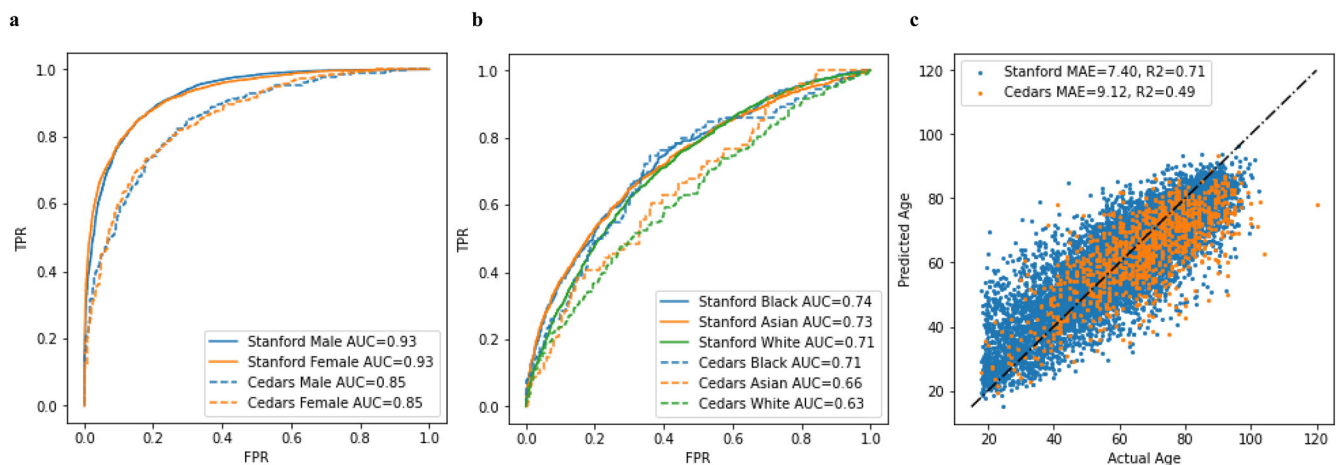 a
1.0
0.8
0.6
0.4
0.2
0.0
TPR
0.0 0.2 0.4 0.6 0.8 1.0
FPR
Stanford Male AUC=0.93
Stanford Female AUC=0.93
Cedars Male AUC=0.85
Cedars Female AUC=0.85
b
1.0
0.8
0.6
0.4
0.2
0.0
TPR
0.0 0.2 0.4 0.6 0.8 1.0
FPR
Stanford Black AUC=0.74
Stanford Asian AUC=0.73
Stanford White AUC=0.71
Cedars Black AUC=0.71
Cedars Asian AUC=0.66
Cedars White AUC=0.63
c
120
100
80
60
40
20
Predicted Age
20 40 60 80 100 120
Actual Age
Stanford MAE=7.40, R2=0.71
Cedars MAE=9.12, R2=0.49